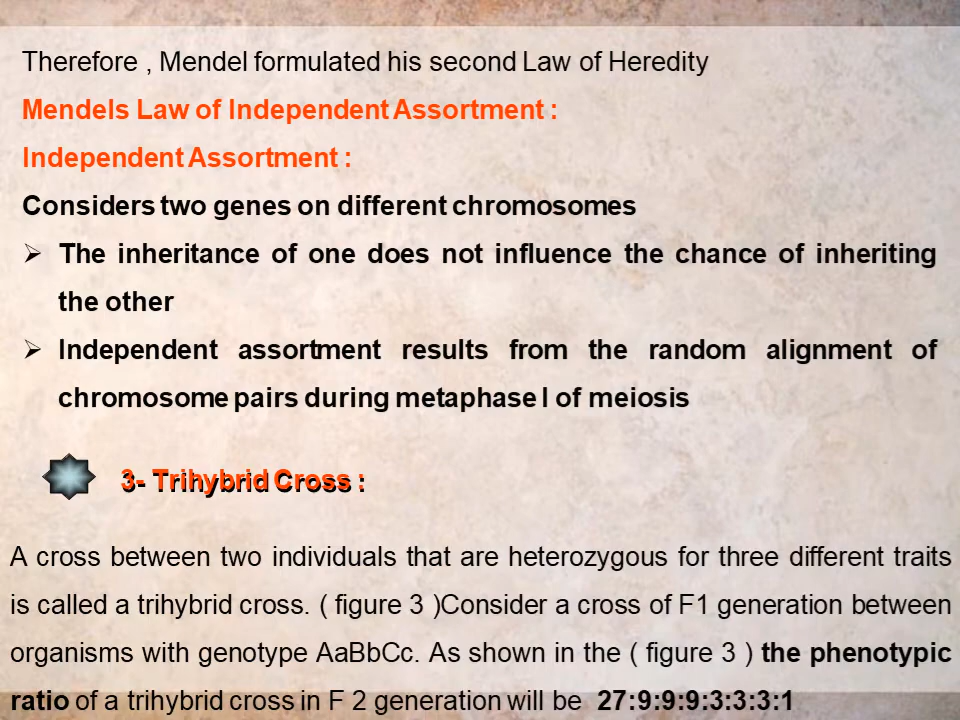 Therefore , Mendel formulated his second Law of Heredity
Mendels Law of Independent Assortment :
Independent Assortment :
Considers two genes on different chromosomes
➢ The inheritance of one does not influence the chance of inheriting
the other
➢ Independent assortment results from the random alignment of
chromosome pairs during metaphase I of meiosis
3- Trihybrid Cross :
A cross between two individuals that are heterozygous for three different traits
is called a trihybrid cross. ( figure 3 )Consider a cross of F1 generation between
organisms with genotype AaBbCc. As shown in the ( figure 3 ) the phenotypic
ratio of a trihybrid cross in F 2 generation will be 27:9:9:9:3:3:3:1